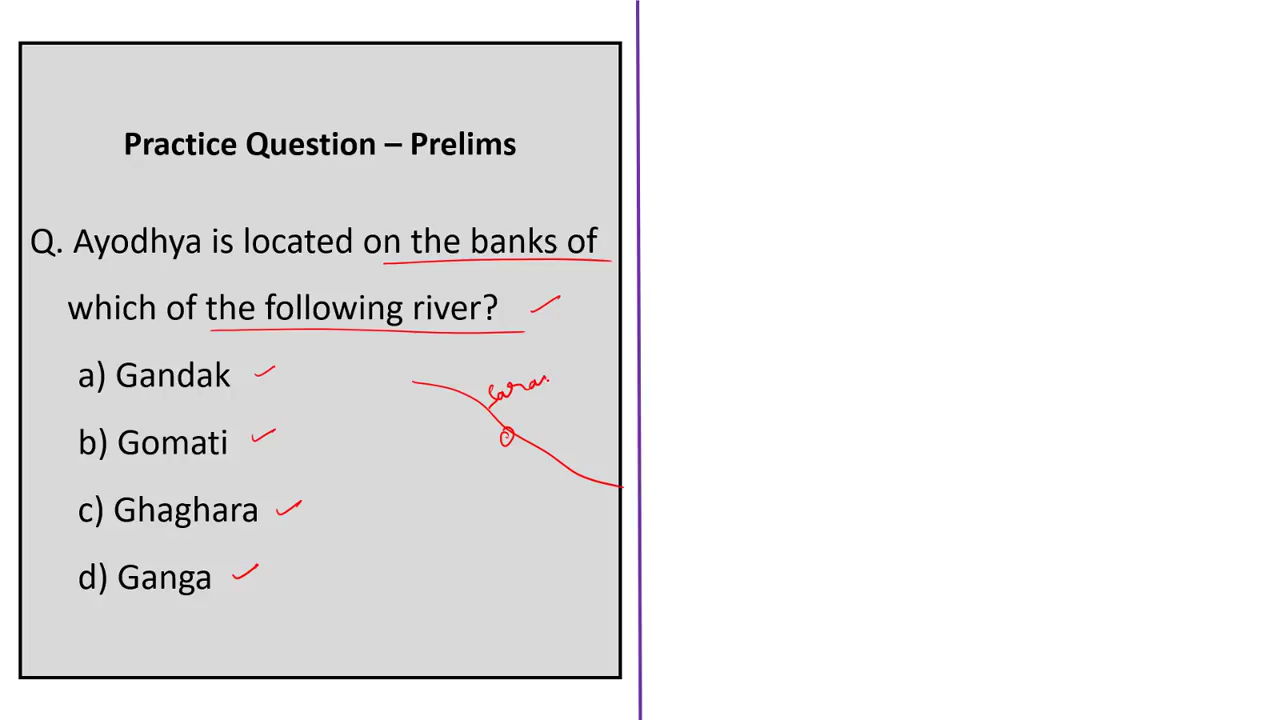 Practice Question – Prelims
Q. Ayodhya is located on the banks of
which of the following river?
a) Gandak
b) Gomati
c) Ghaghara
d) Ganga